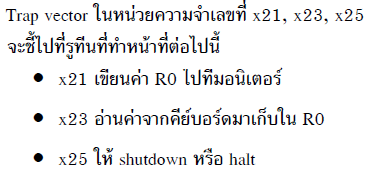 Trap vector ในหน่วยความจำเลขที่ x21, x23, x25
จะชี้ไปที่รูทีนที่ทำหน้าที่ต่อไปนี้
● x21 เขียนค่า R0 ไปที่มอนิเตอร์
● x23 อ่านค่าจากคีย์บอร์ดมาเก็บใน R0
● x25 ให้ shutdown หรือ halt